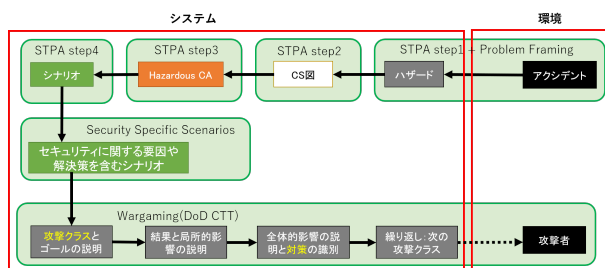 システム
環境
STPA step4
STPA step3
STPA step2
STPA step1 + Problem Framing
シナリオ
Hazardous CA
CS図
ハザード
アクシデント
Security Specific Scenarios
セキュリティに関する要因や
解決策を含むシナリオ
Wargaming(DoD CTT)
攻撃クラスと
ゴールの説明
結果と局所的影
響の説明
全体的影響の説
明と対策の識別
繰り返し：次の
攻撃クラス
攻撃者